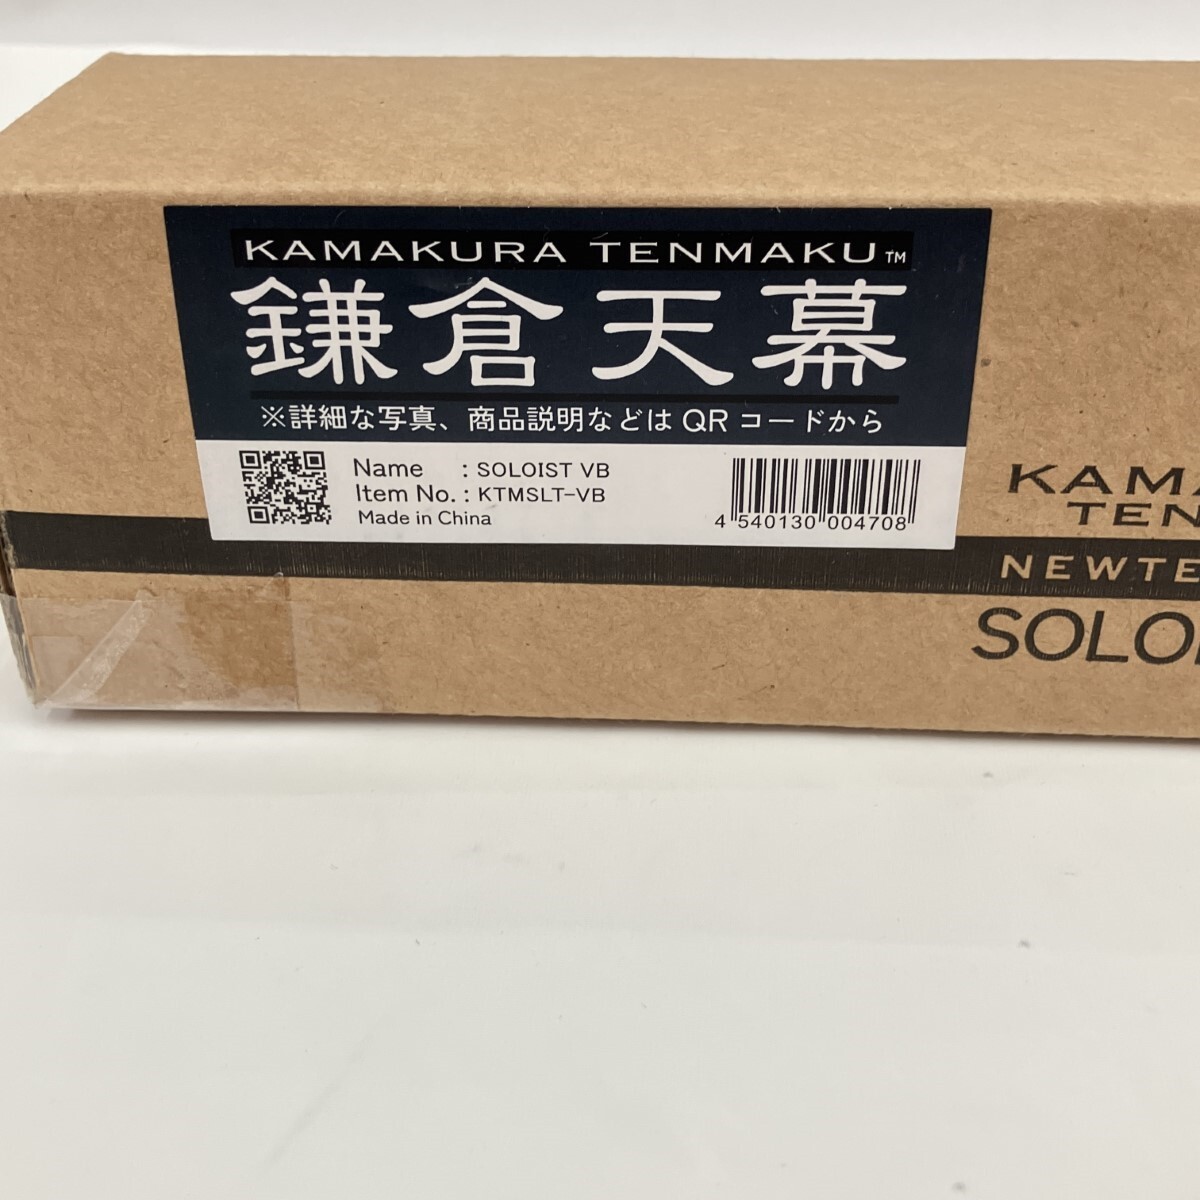 KAMAKURA TENMAKU™
鎌倉天幕
※詳細な写真、商品説明などは QR コードから
Name : SOLOIST VB
Item No. : KTMSLT-VB
Made in China
4 540130 004708
KAMA
TEN
NEWTE
SOLO